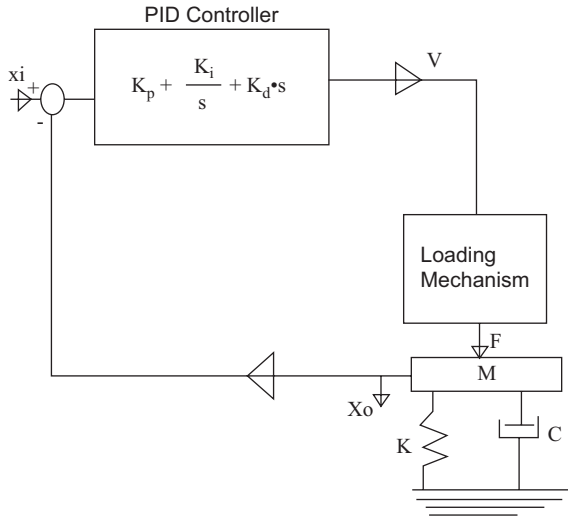 PID Controller
xi
+
-
K_p + K_i/s + K_d•s
V
Loading
Mechanism
F
M
Xo
K
C